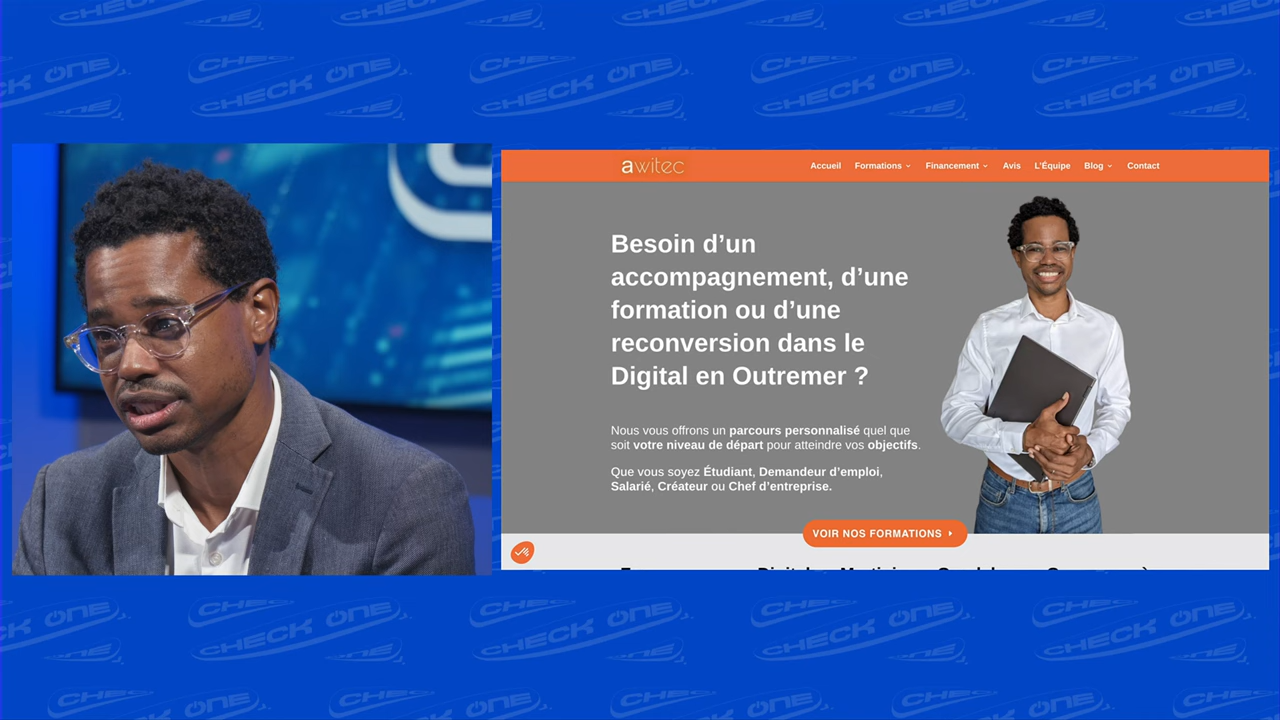 CHECK ONE
awitec
Accueil Formations Financement Avis L'Équipe Blog Contact
Besoin d’un
accompagnement, d’une
formation ou d’une
reconversion dans le
Digital en Outremer ?
Nous vous offrons un parcours personnalisé quel que
soit votre niveau de départ pour atteindre vos objectifs.
Que vous soyez Étudiant, Demandeur d’emploi,
Salarié, Créateur ou Chef d’entreprise.
VOIR NOS FORMATIONS